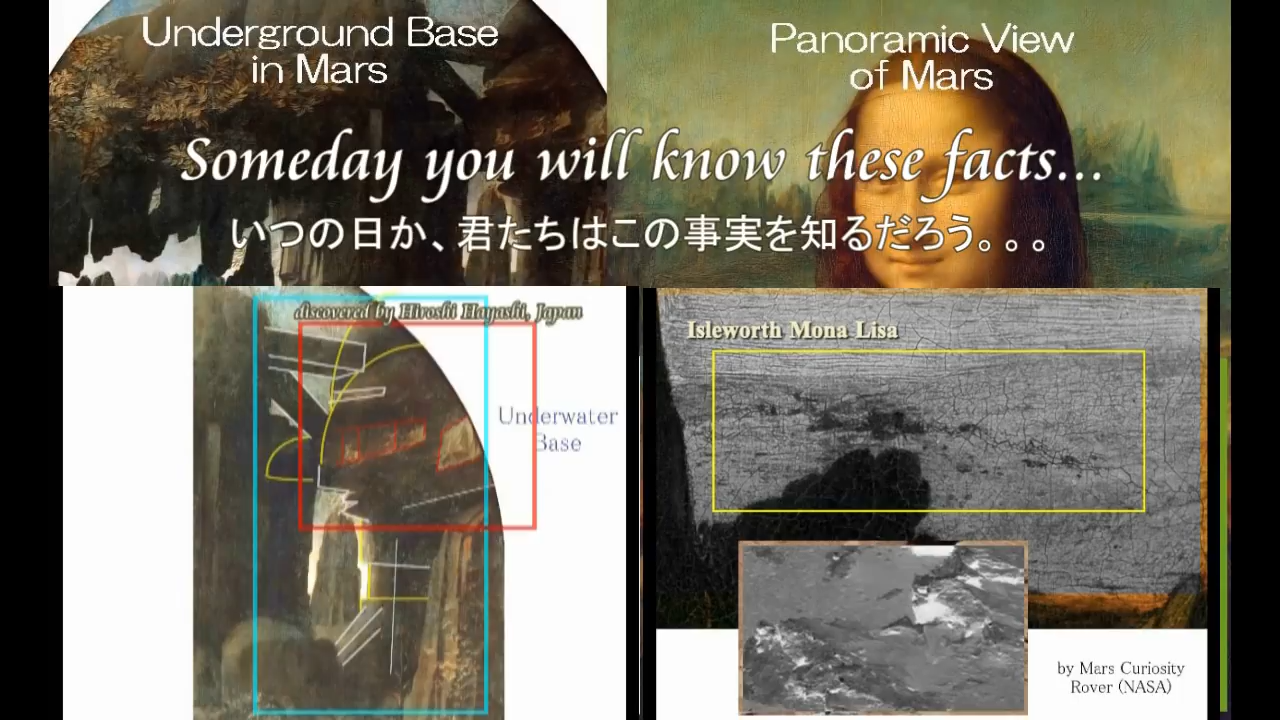 Underground Base
in Mars
Panoramic View
of Mars
Someday you will know these facts...
いつの日か、君たちはこの事実を知るだろう。。。
discovered by Hiroshi Hayashi, Japan
Underwater
Base
Isleworth Mona Lisa
by Mars Curiosity
Rover (NASA)